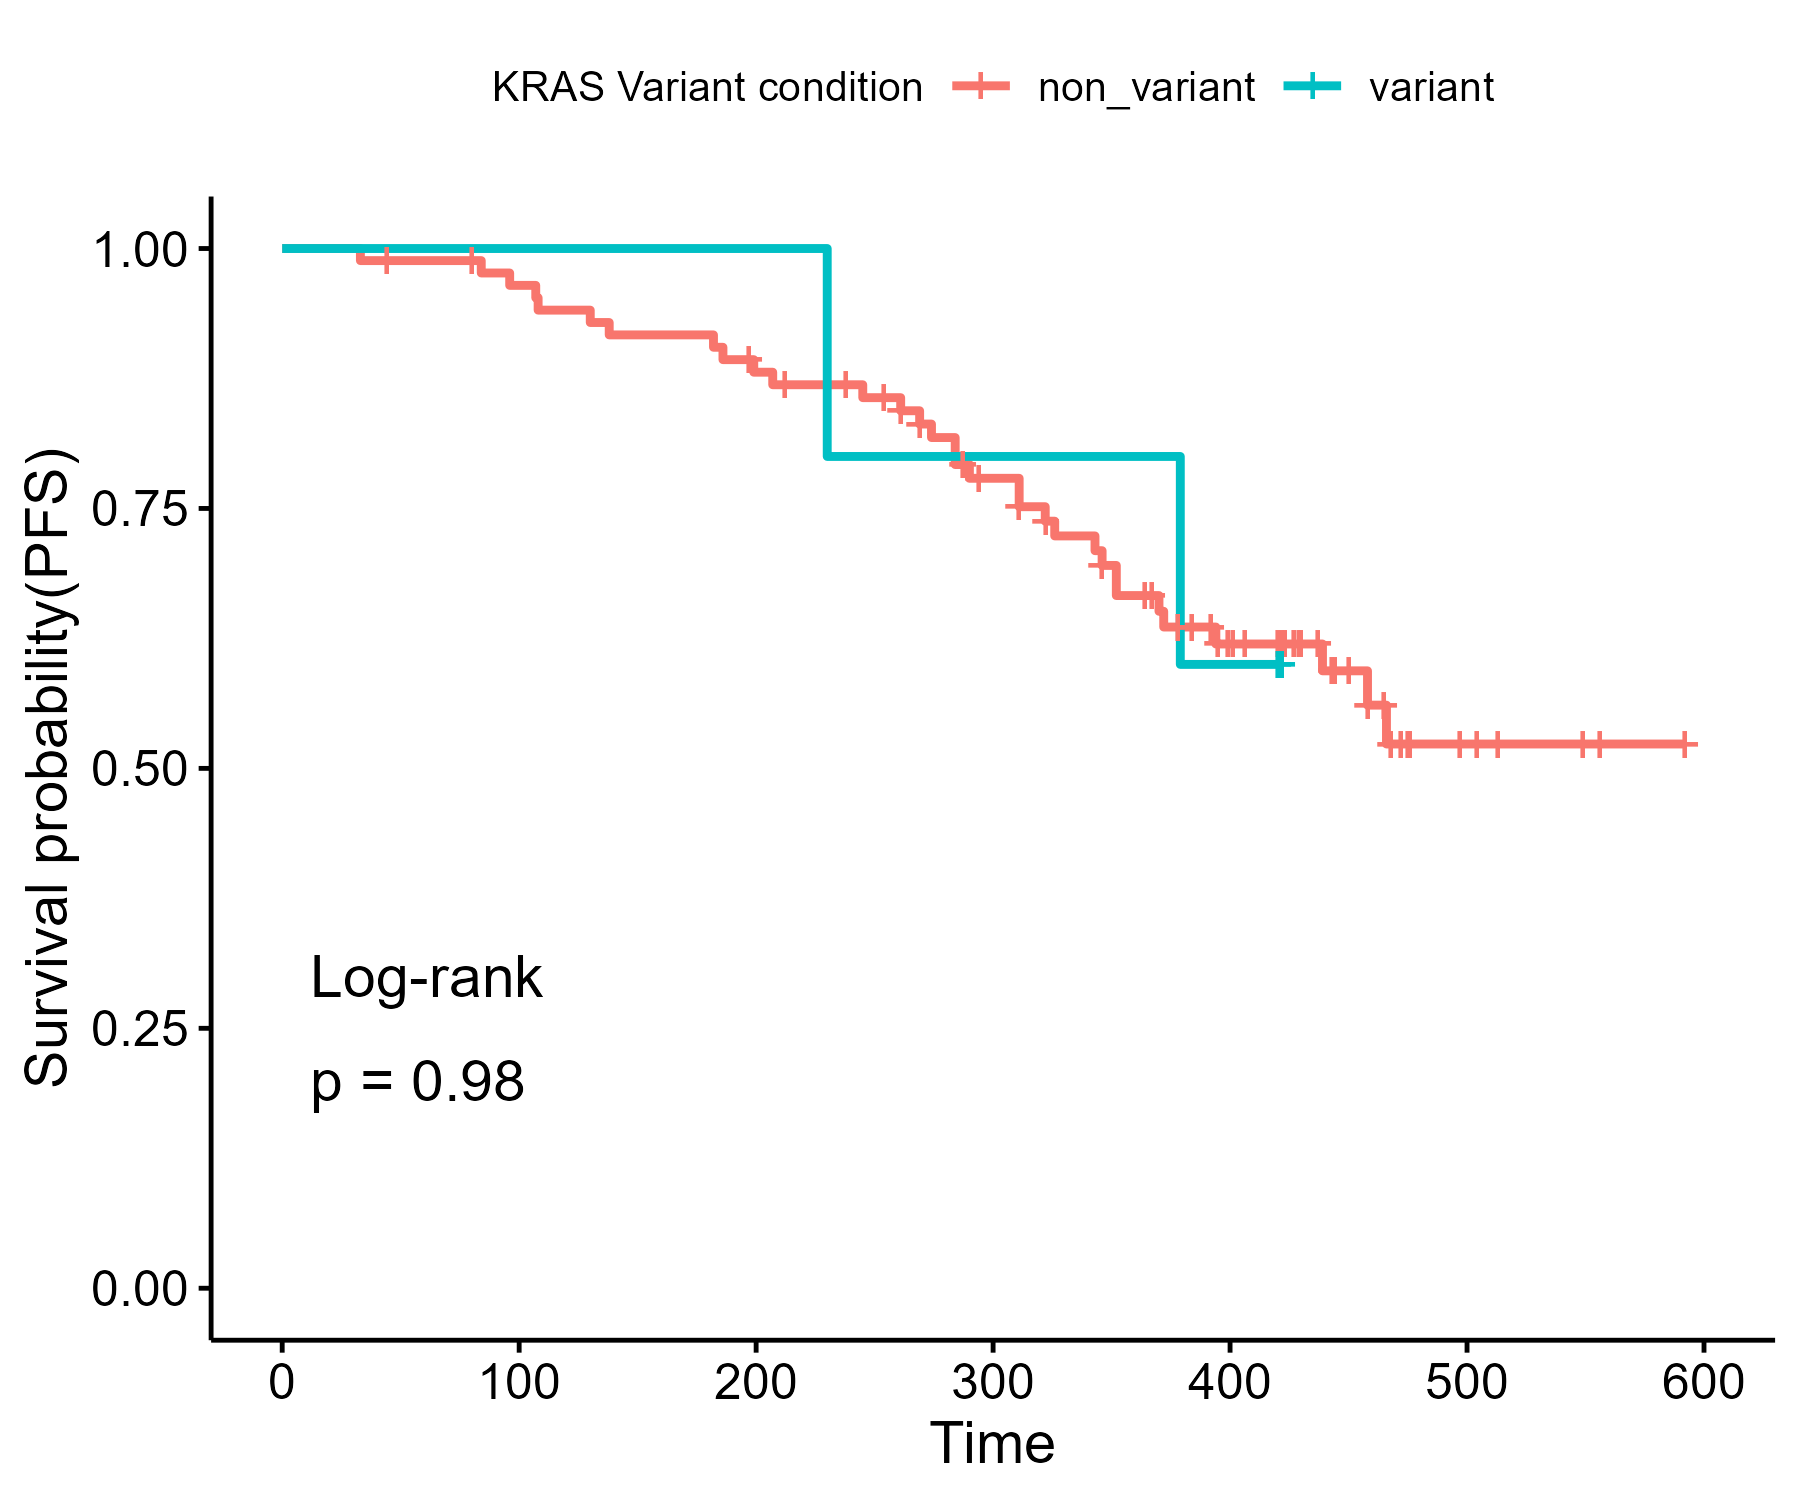 KRAS Variant condition non_variant variant
Survival probability(PFS)
1.00
0.75
0.50
0.25
0.00
Log-rank
p = 0.98
0 100 200 300 400 500 600
Time